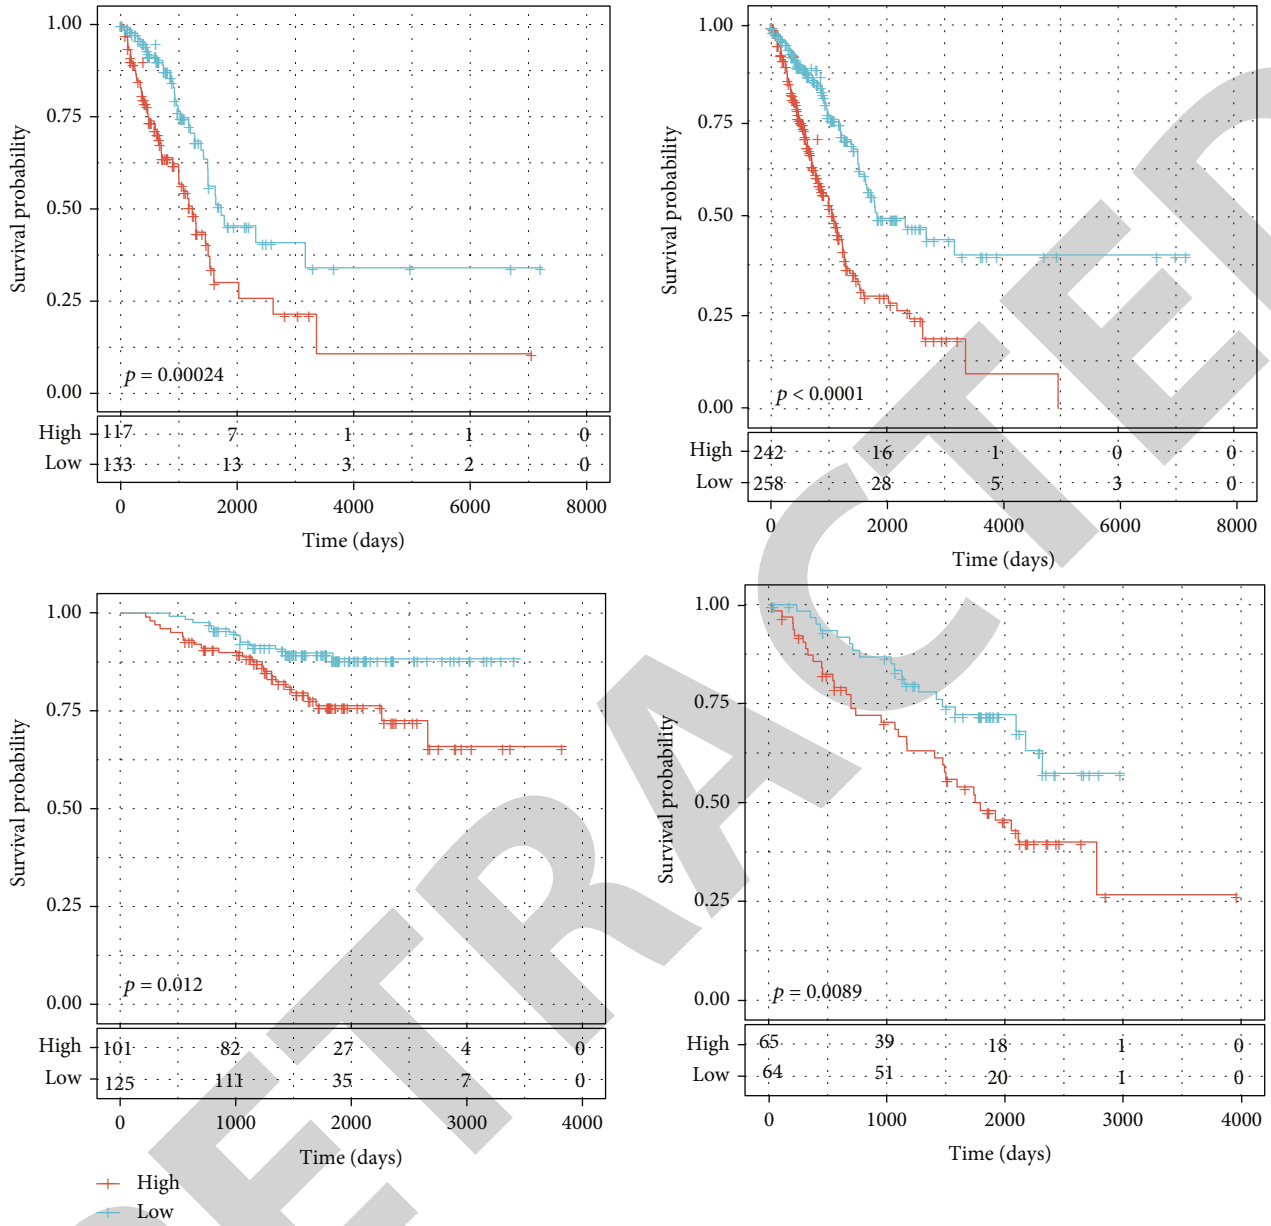 1.00
0.75
0.50
0.25
0.00
Survival probability
p = 0.00024
High 117 7 1 1 0
Low 133 13 3 2 0
0 2000 4000 6000 8000
Time (days)
1.00
0.75
0.50
0.25
0.00
Survival probability
p < 0.0001
High 242 16 1 0 0
Low 258 28 5 3 0
0 2000 4000 6000 8000
Time (days)
1.00
0.75
0.50
0.25
0.00
Survival probability
p = 0.012
High 101 82 27 4 0
Low 125 111 35 7 0
0 1000 2000 3000 4000
Time (days)
1.00
0.75
0.50
0.25
0.00
Survival probability
p = 0.0089
High 65 39 18 1 0
Low 64 51 20 1 0
0 1000 2000 3000 4000
Time (days)
High
Low
RETRACTED